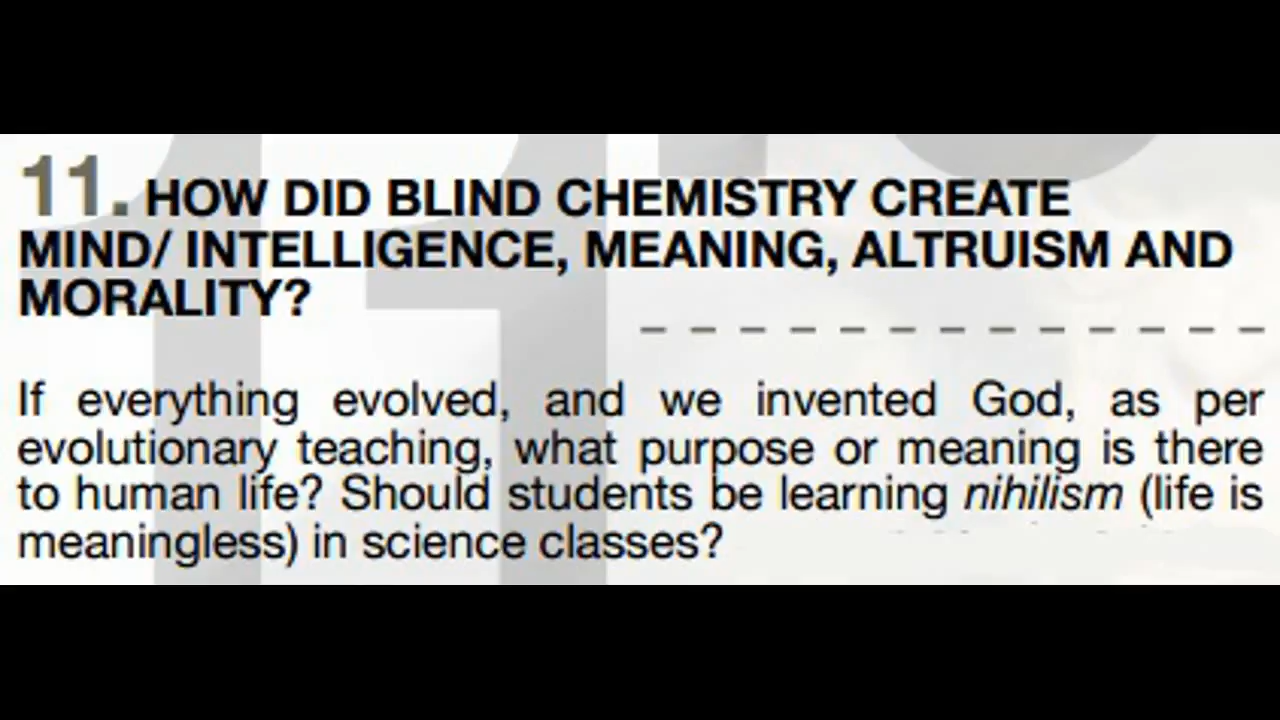 11. HOW DID BLIND CHEMISTRY CREATE
MIND/ INTELLIGENCE, MEANING, ALTRUISM AND
MORALITY?
If everything evolved, and we invented God, as per
evolutionary teaching, what purpose or meaning is there
to human life? Should students be learning nihilism (life is
meaningless) in science classes?